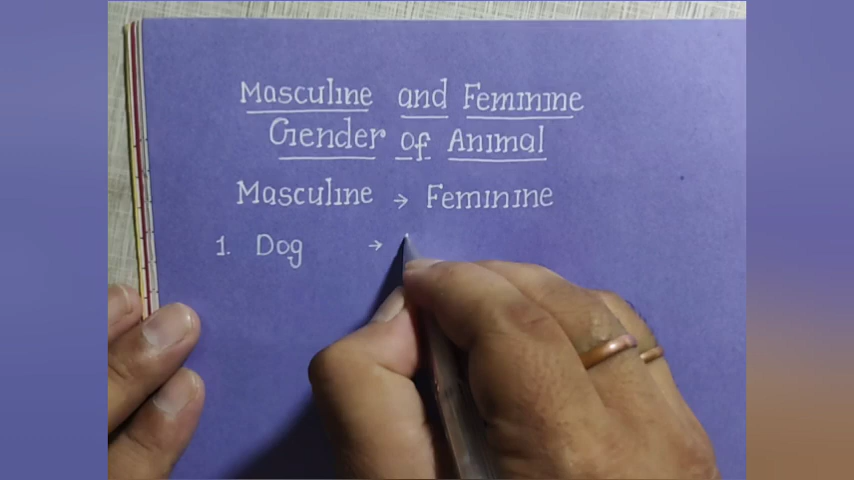 Masculine and Feminine
Gender of Animal
Masculine → Feminine
1. Dog →